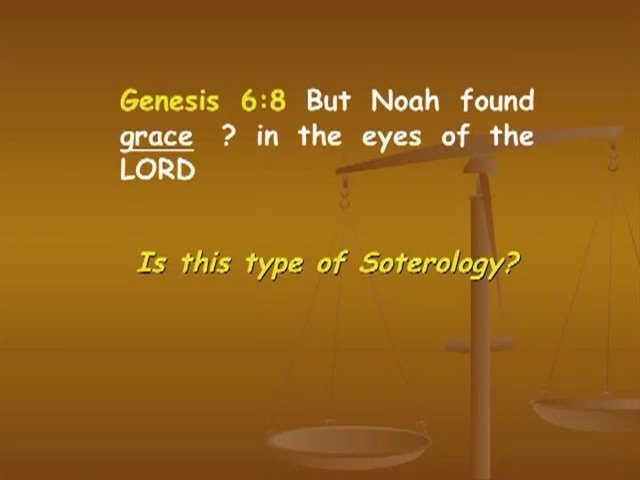 Genesis 6:8 But Noah found
grace ? in the eyes of the
LORD
Is this type of Soterology?